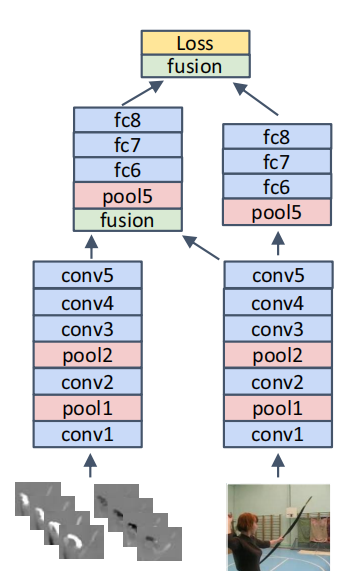 Loss
fusion
fc8
fc7
fc6
pool5
fusion
fc8
fc7
fc6
pool5
conv5
conv4
conv3
pool2
conv2
pool1
conv1
conv5
conv4
conv3
pool2
conv2
pool1
conv1